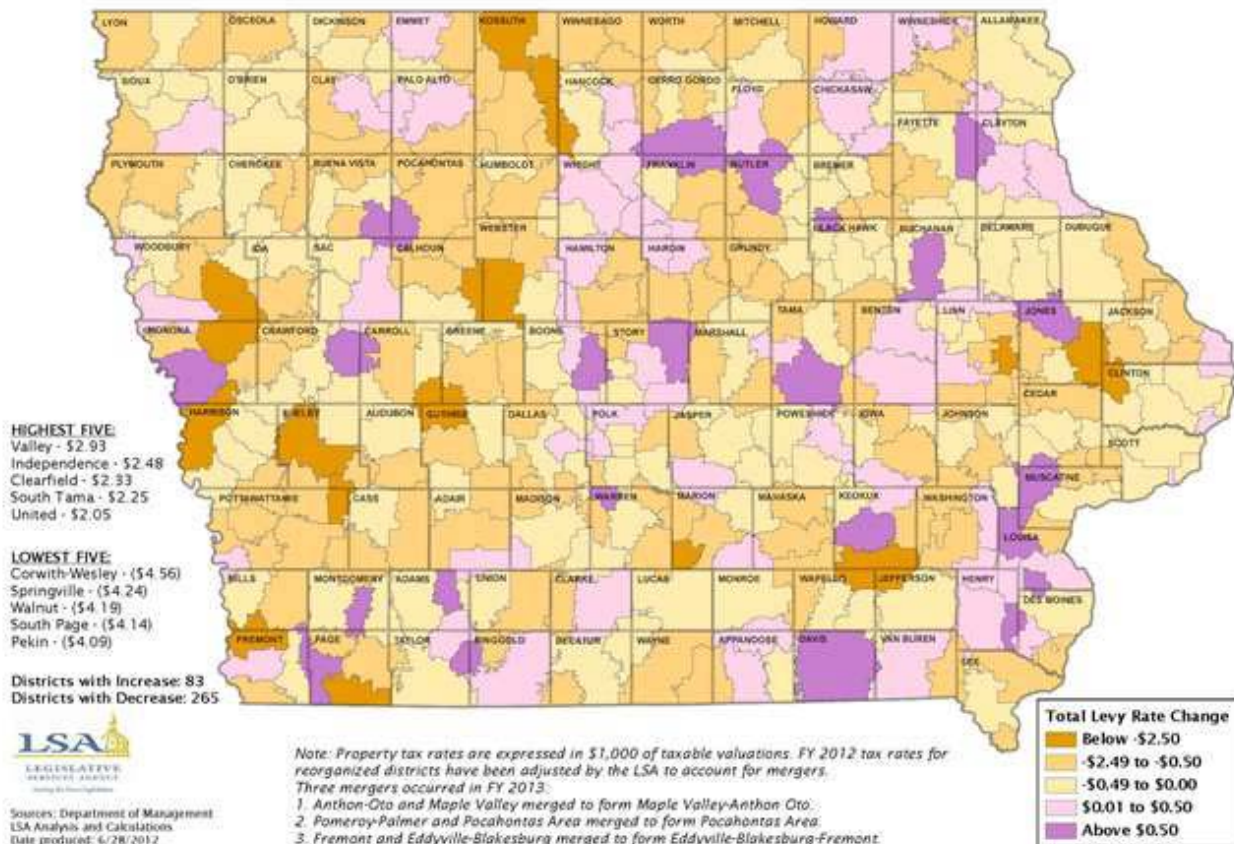 LYON
OSCEOLA
DICKINSON
EMMET
KOSSUTH
WINNEBAGO
WORTH
MITCHELL
HOWARD
WINNESHIEK
ALLAMAKEE
SIOUX
O'BRIEN
CLAY
PALO ALTO
HANCOCK
CERRO GORDO
FLOYD
CHICKASAW
FAYETTE
CLAYTON
PLYMOUTH
CHEROKEE
BUENA VISTA
POCAHONTAS
HUMBOLDT
WRIGHT
FRANKLIN
BUTLER
BREMER
WOODBURY
IDA
SAC
CALHOUN
WEBSTER
HAMILTON
HARDIN
GRUNDY
BLACK HAWK
BUCHANAN
DELAWARE
DUBUQUE
MONONA
CRAWFORD
CARROLL
GREENE
BOONE
STORY
MARSHALL
TAMA
BENTON
LINN
JONES
JACKSON
CLINTON
CEDAR
HARRISON
SHELBY
AUDUBON
GUTHRIE
DALLAS
POLK
JASPER
POWESHIEK
IOWA
JOHNSON
SCOTT
MUSCATINE
POTTAWATTAMIE
CASS
ADAIR
MADISON
WARREN
MARION
MAHASKA
KEOKUK
WASHINGTON
LOUISA
MILLS
MONTGOMERY
ADAMS
UNION
CLARKE
LUCAS
MONROE
WAPELLO
JEFFERSON
HENRY
DES MOINES
FREMONT
PAGE
TAYLOR
RINGGOLD
DECATUR
WAYNE
APPANOOSE
DAVIS
VAN BUREN
LEE
HIGHEST FIVE:
Valley - $2.93
Independence - $2.48
Clearfield - $2.33
South Tama - $2.25
United - $2.05
LOWEST FIVE:
Corwith-Wesley - ($4.56)
Springville - ($4.24)
Walnut - ($4.19)
South Page - ($4.14)
Pekin - ($4.09)
Districts with Increase: 83
Districts with Decrease: 265
LSA
LEGISLATIVE
SERVICES AGENCY
Sources: Department of Management
LSA Analysis and Calculations
Date produced: 6/28/2012
Note: Property tax rates are expressed in $1,000 of taxable valuations. FY 2012 tax rates for
reorganized districts have been adjusted by the LSA to account for mergers.
Three mergers occurred in FY 2013:
1. Anthon-Oto and Maple Valley merged to form Maple Valley-Anthon Oto.
2. Pomeroy-Palmer and Pocahontas Area merged to form Pocahontas Area.
3. Fremont and Eddyville-Blakesburg merged to form Eddyville-Blakesburg-Fremont.
Total Levy Rate Change
Below -$2.50
-$2.49 to -$0.50
-$0.49 to $0.00
$0.01 to $0.50
Above $0.50